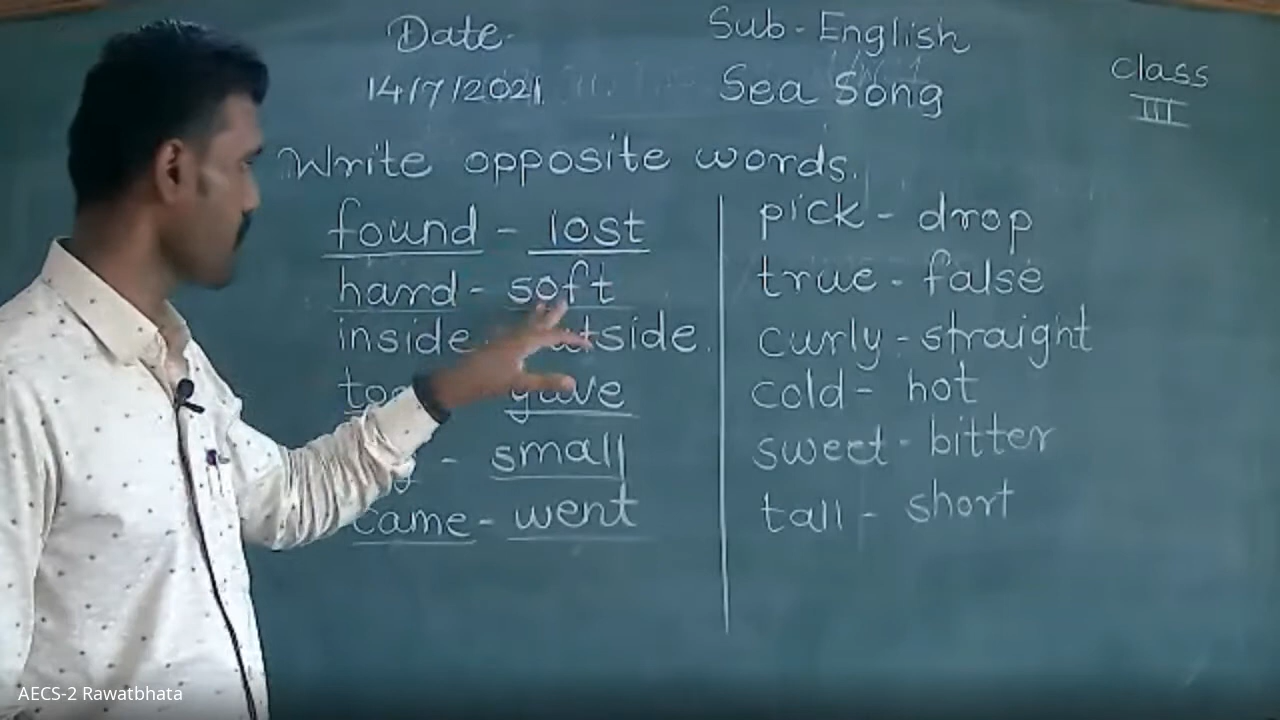 Date
14/7/2021
Sub-English
Sea Song
Class
III
Write opposite words.
found - lost
hard - soft
inside
gave
- small
came - went
pick - drop
true - false
curly - straight
cold - hot
sweet - bitter
tall - short
AECS-2 Rawatbhata